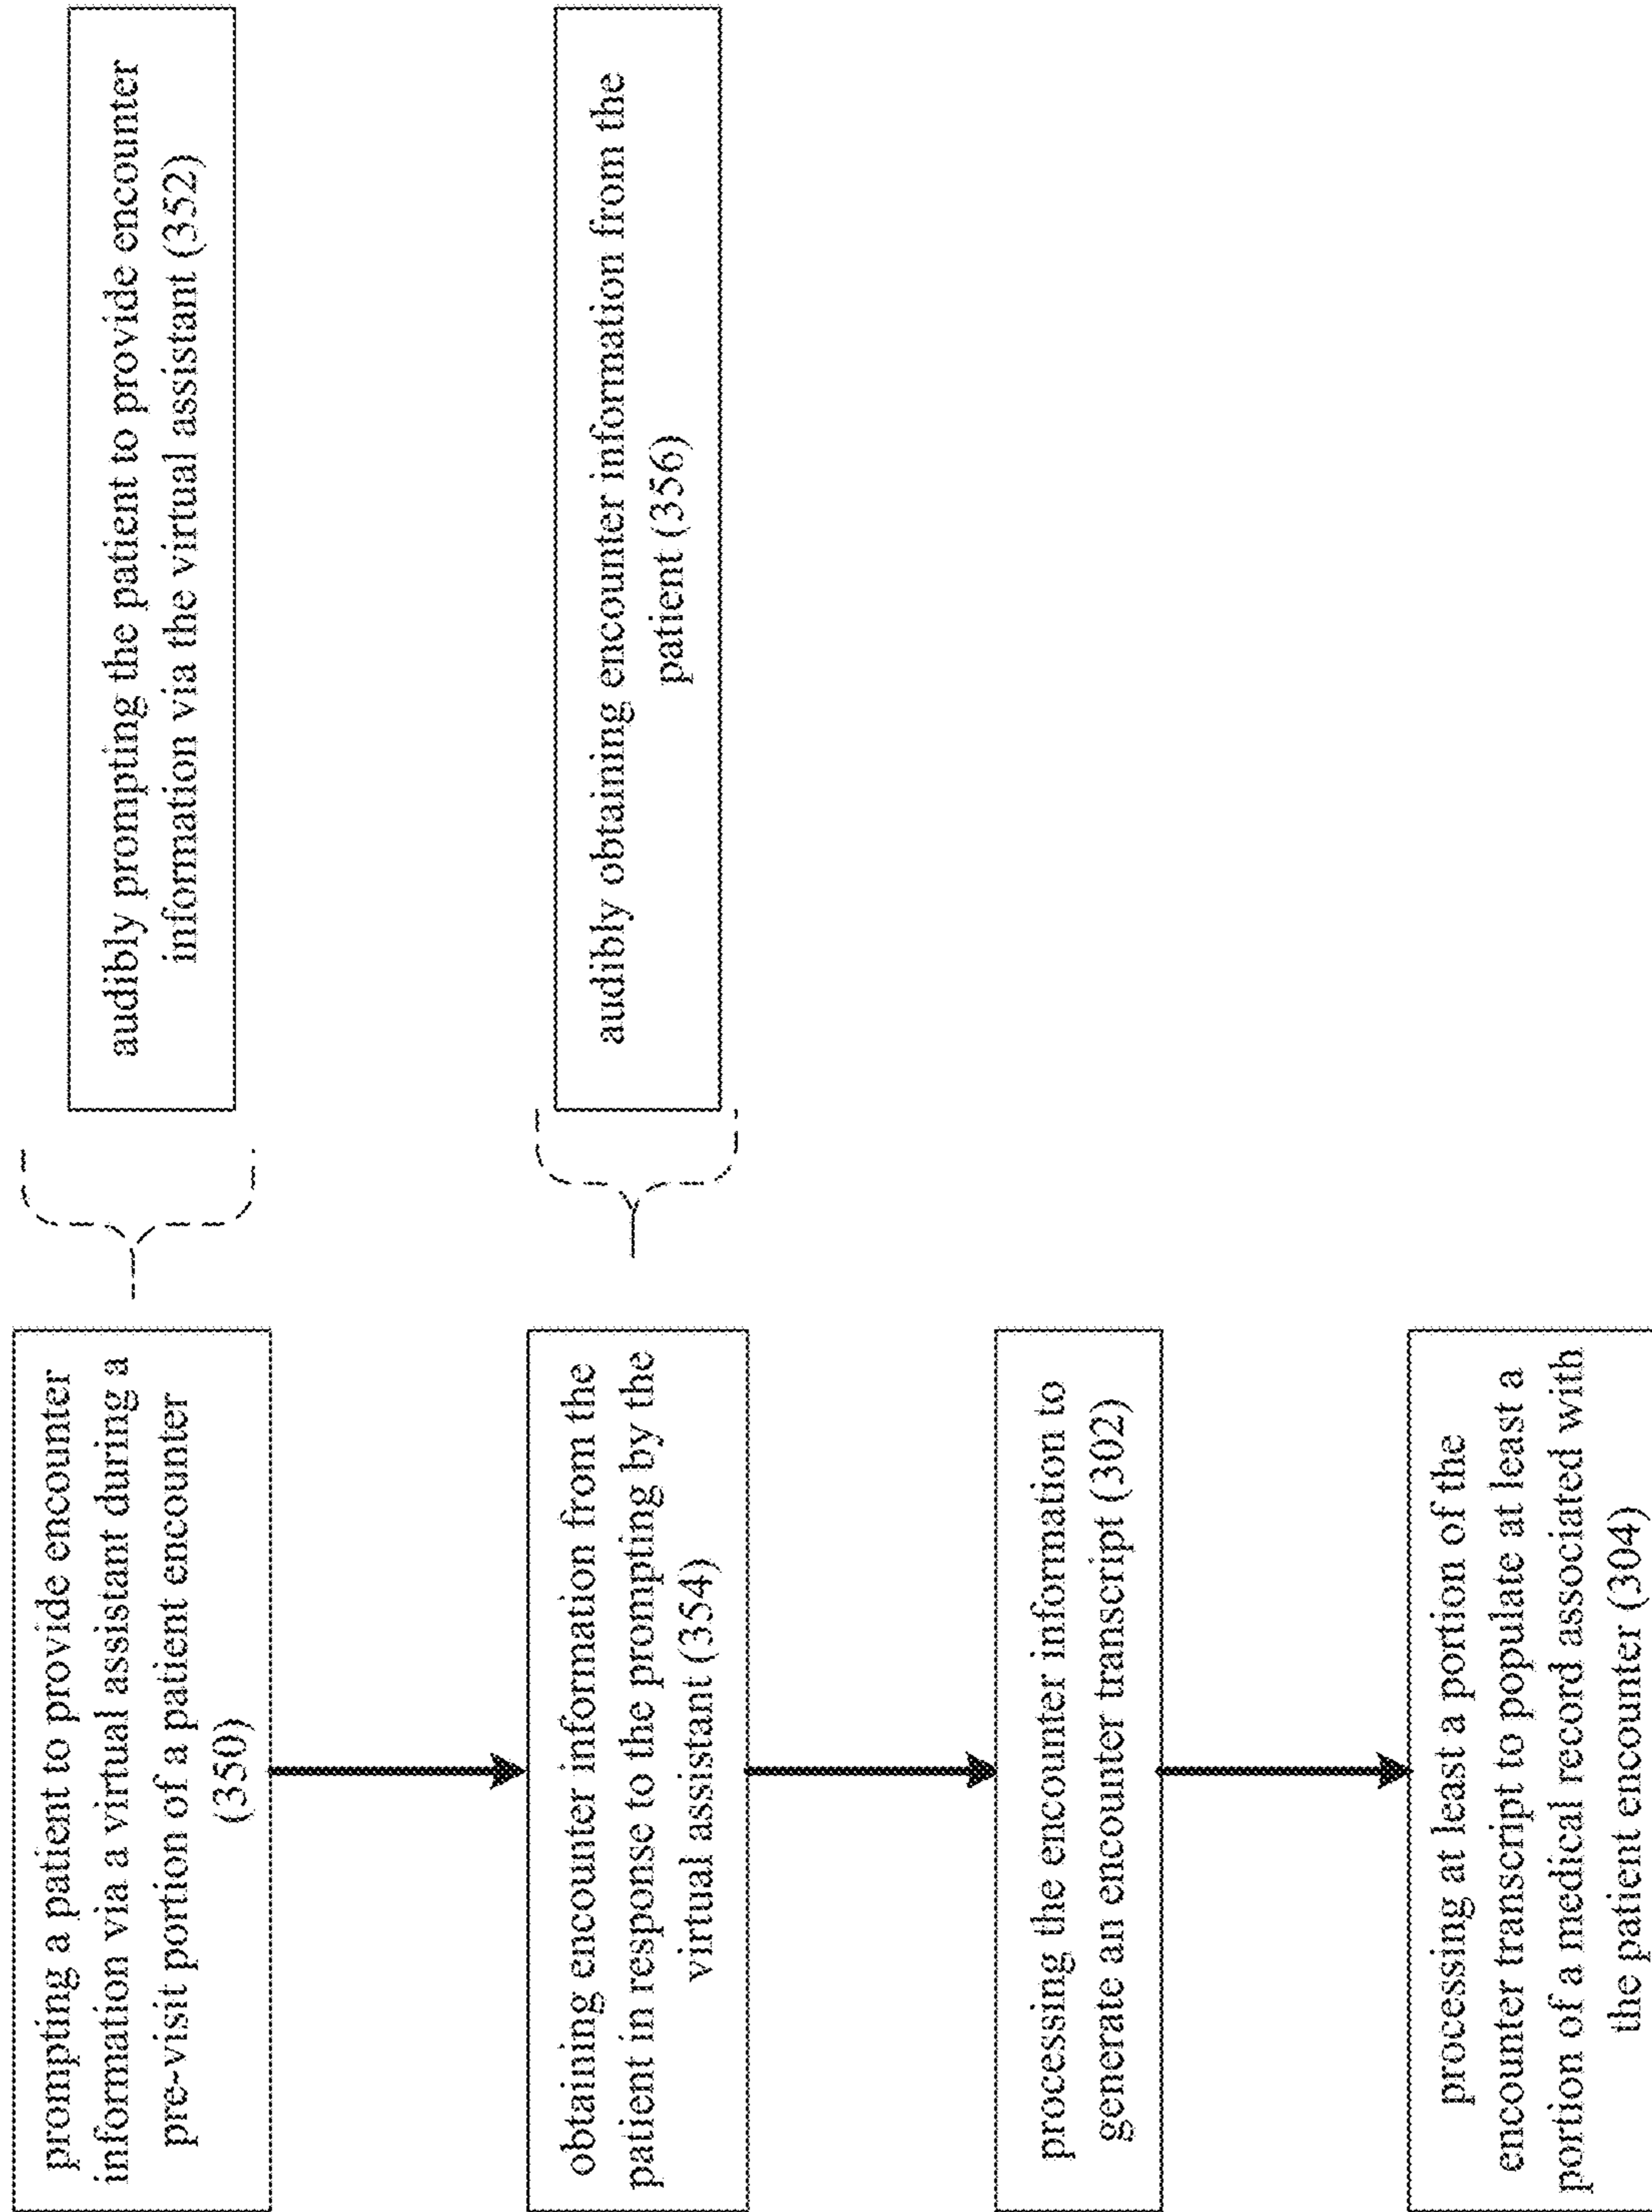 prompting a patient to provide encounter
information via a virtual assistant during a
pre-visit portion of a patient encounter
(350)
audibly prompting the patient to provide encounter
information via the virtual assistant (352)
obtaining encounter information from the
patient in response to the prompting by the
virtual assistant (354)
audibly obtaining encounter information from the
patient (356)
processing the encounter information to
generate an encounter transcript (302)
processing at least a portion of the
encounter transcript to populate at least a
portion of a medical record associated with
the patient encounter (304)